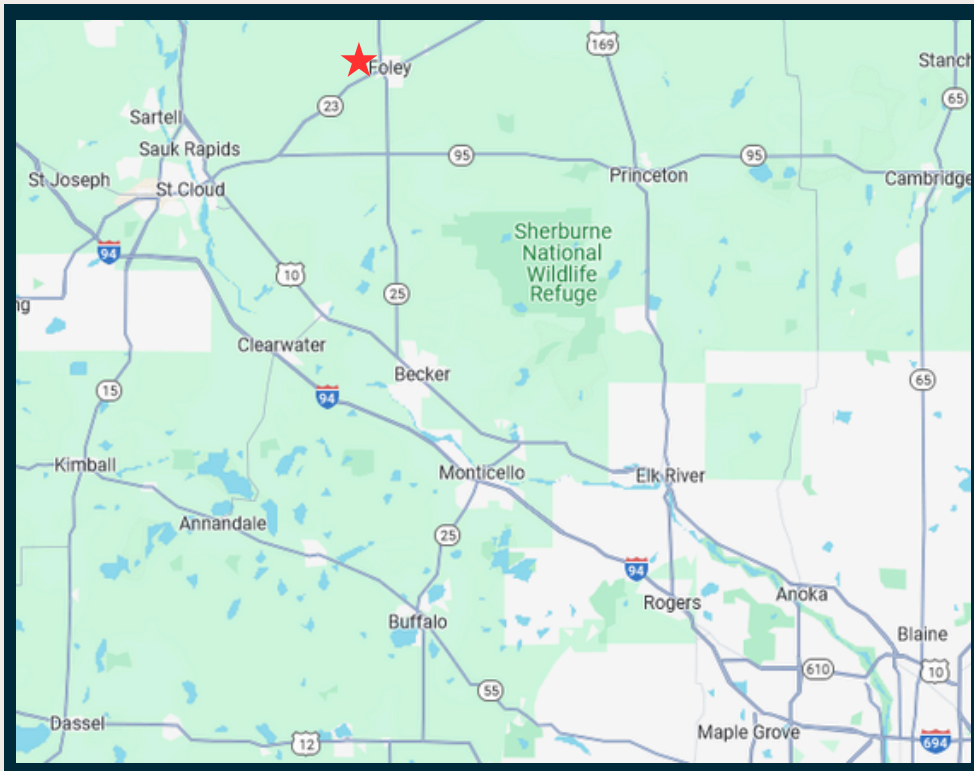 169
Foley
Stanch
65
23
Sartell
Sauk Rapids
95
95
St Joseph
St Cloud
Princeton
Cambridge
94
Sherburne
National
Wildlife
Refuge
10
25
ng
Clearwater
Becker
65
15
94
Kimball
Monticello
Elk River
Annandale
25
94
Rogers
Anoka
Buffalo
Blaine
610
10
55
Dassel
Maple Grove
12
694